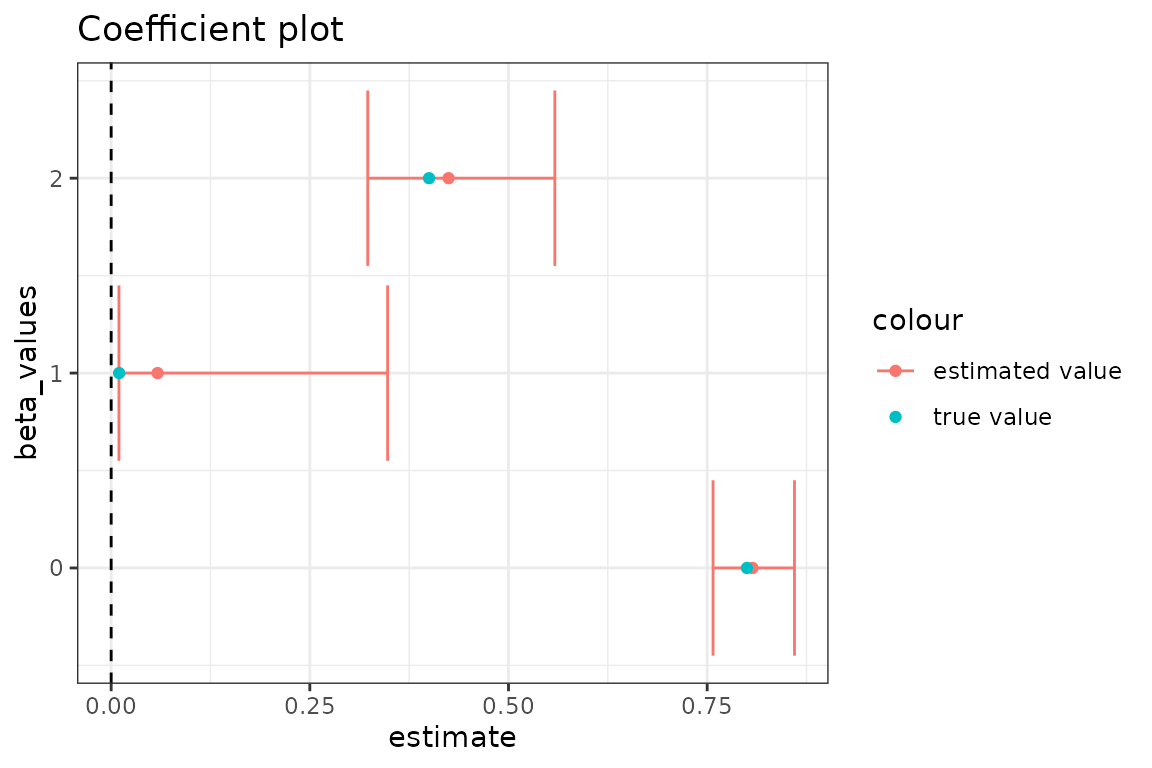 Coefficient plot
2
1
0
beta_values
0.00 0.25 0.50 0.75
estimate
colour
estimated value
true value